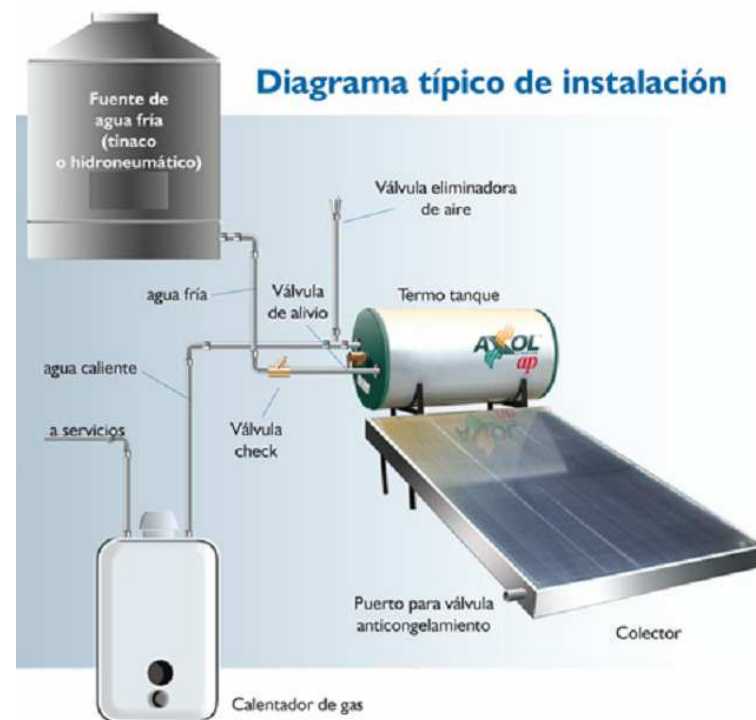 Diagrama típico de instalación
Fuente de
agua fría
(tinaco
o hidroneumático)
Válvula eliminadora
de aire
agua fría
Válvula
de alivio
Termo tanque
AXOL
ap
agua caliente
a servicios
Válvula
check
Puerto para válvula
anticongelamiento
Colector
Calentador de gas